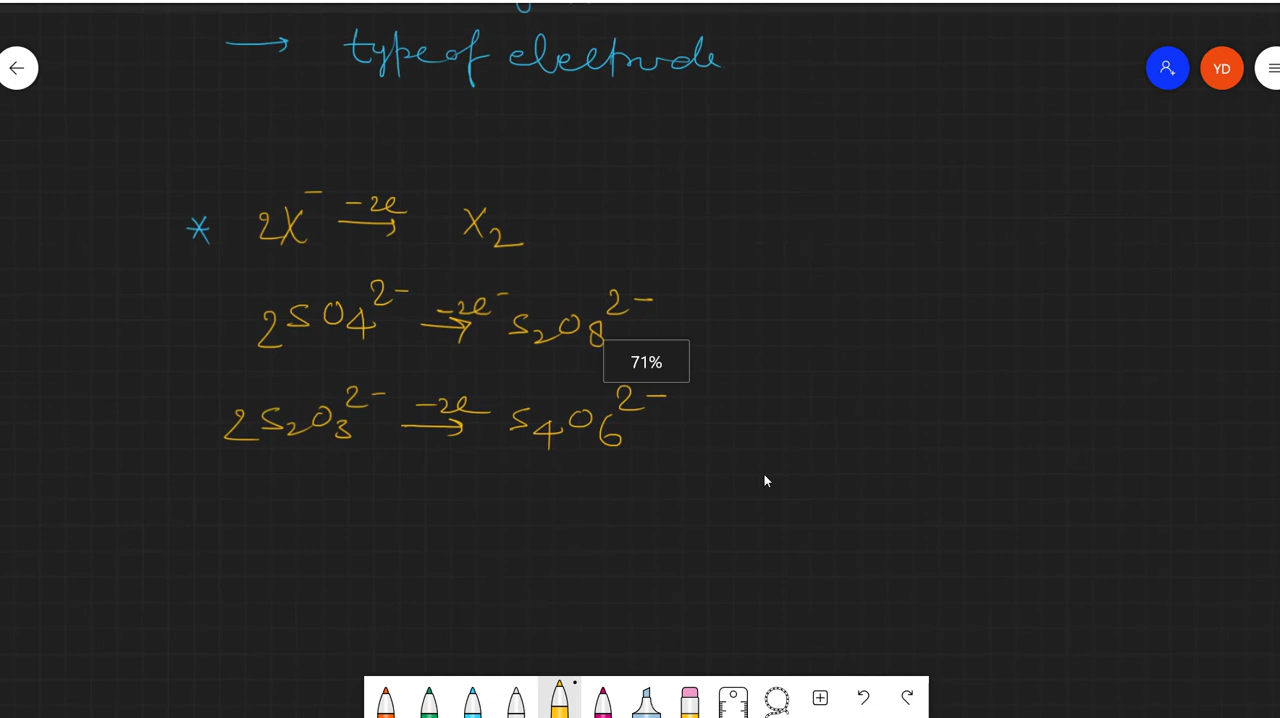 → type of electrode
YD
* 2X⁻ —(-2e)→ X₂
2SO₄²⁻ —(-2e⁻)→ S₂O₈²⁻
71%
2S₂O₃²⁻ —(-2e)→ S₄O₆²⁻